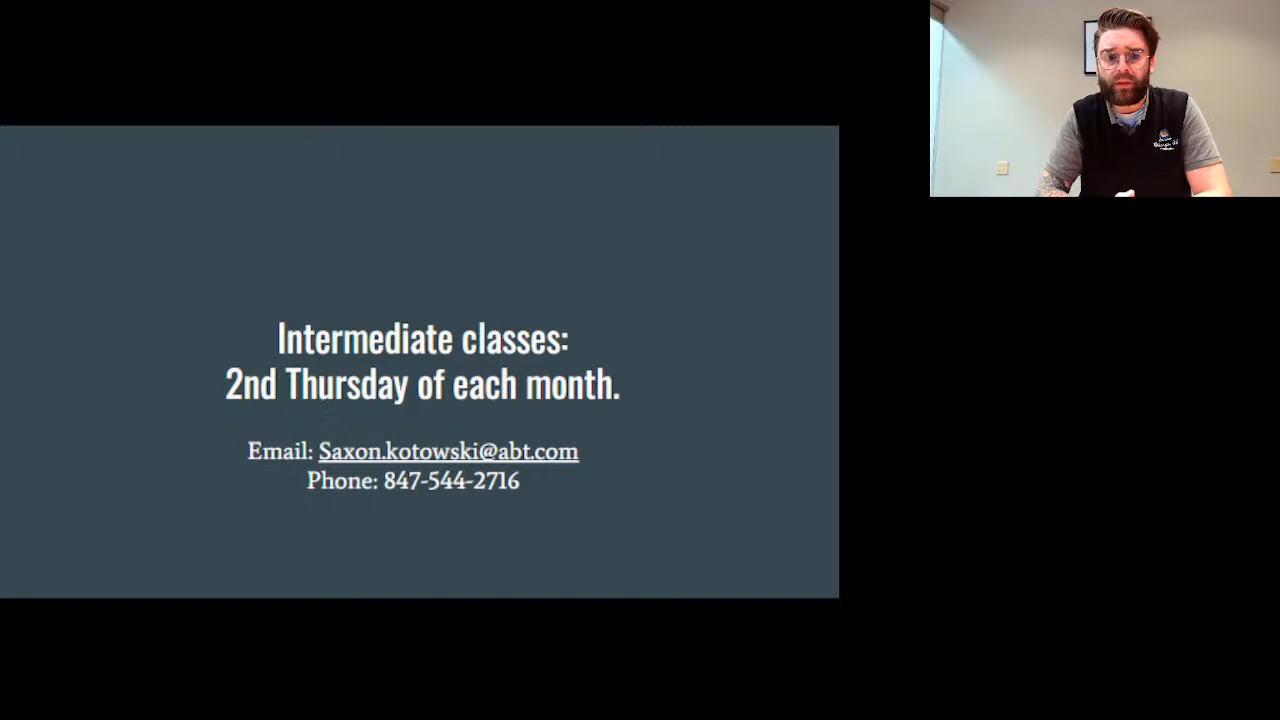 Intermediate classes:
2nd Thursday of each month.
Email: Saxon.kotowski@abt.com
Phone: 847-544-2716